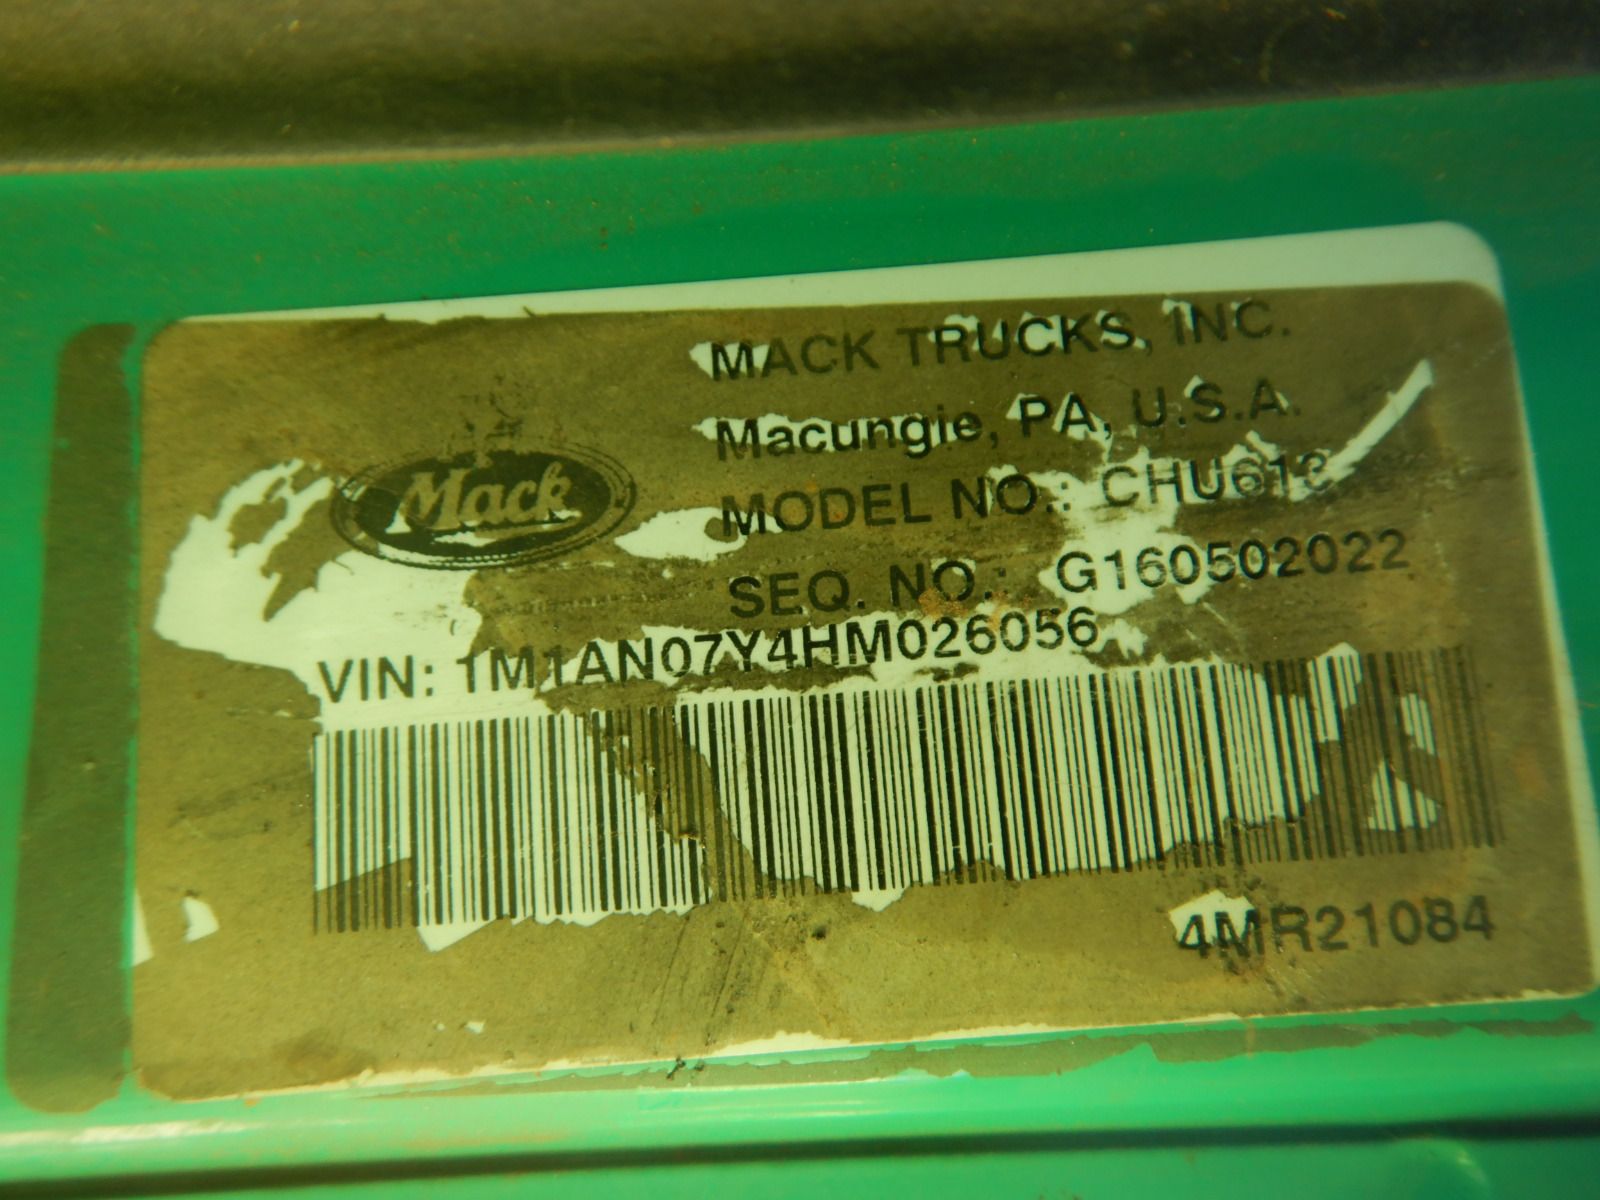 MACK TRUCKS, INC.
Macungie, PA, U.S.A.
Mack
MODEL NO.: CHU613
SEQ. NO.: G160502022
VIN: 1M1AN07Y4HM026056
4MR21084